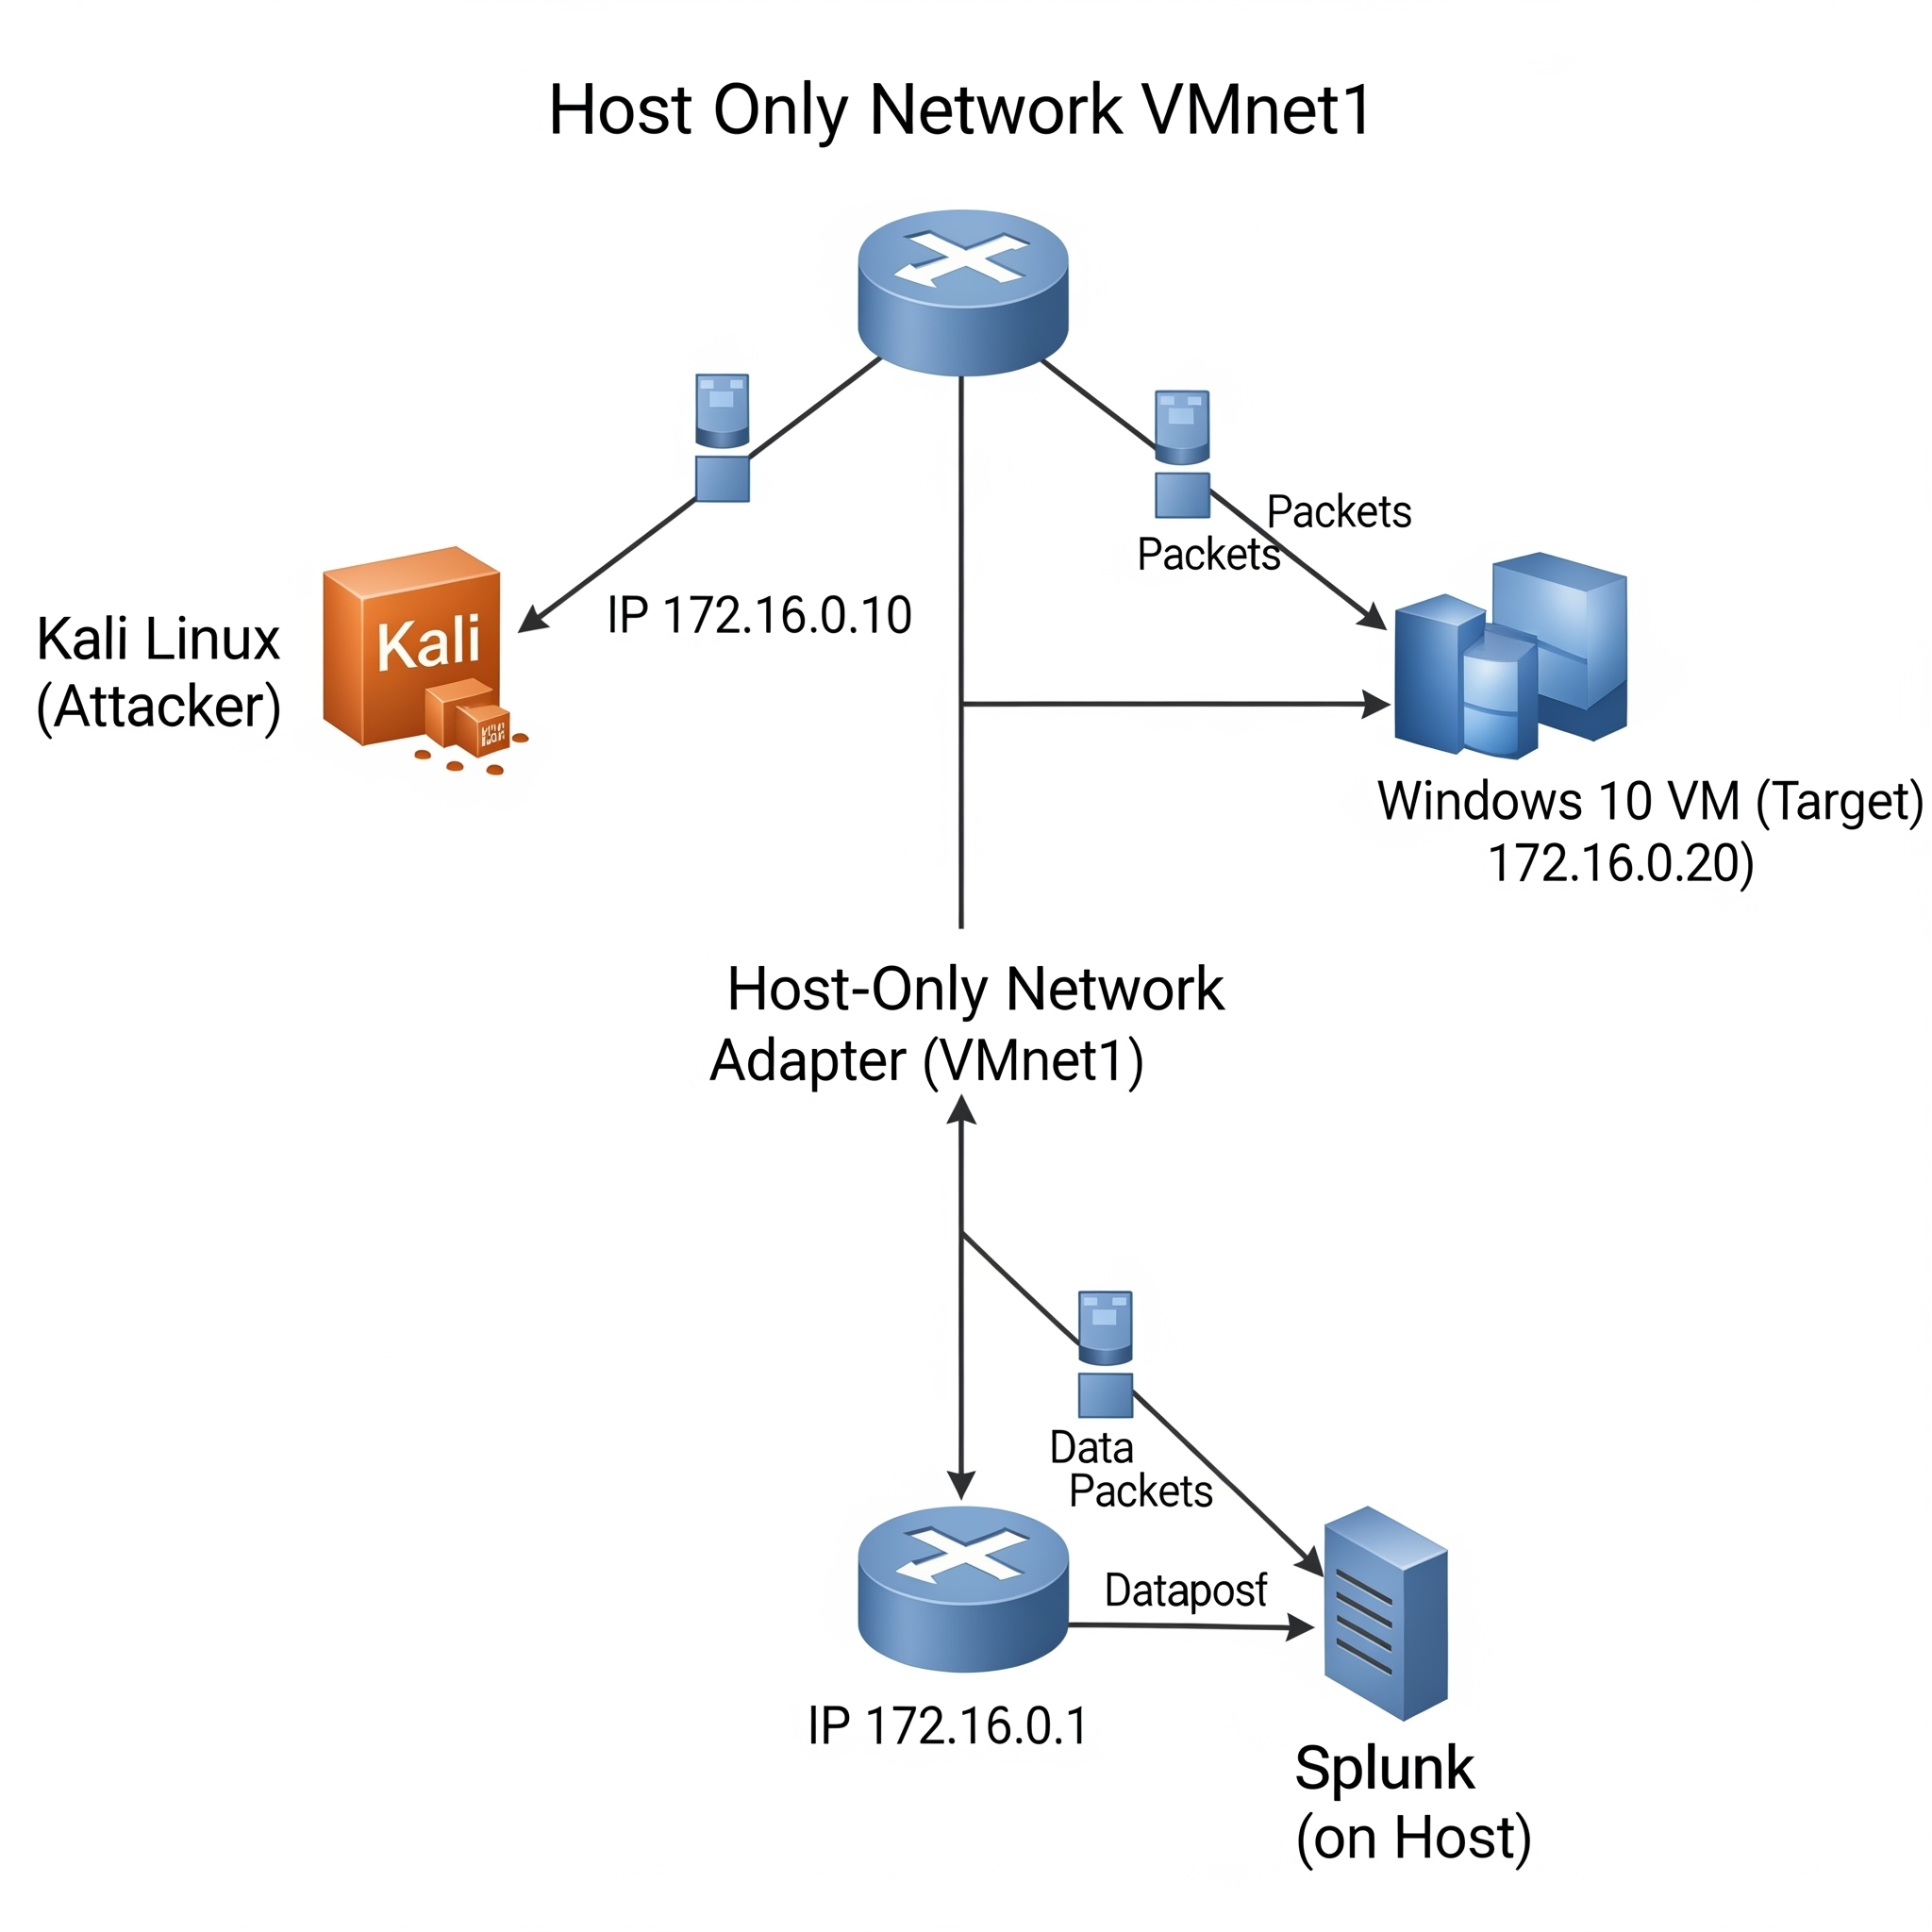 Host Only Network VMnet1
Packets
Packets
IP 172.16.0.10
Kali
Kali Linux
(Attacker)
Windows 10 VM (Target)
172.16.0.20)
Host-Only Network
Adapter (VMnet1)
Data
Packets
Dataposf
IP 172.16.0.1
Splunk
(on Host)